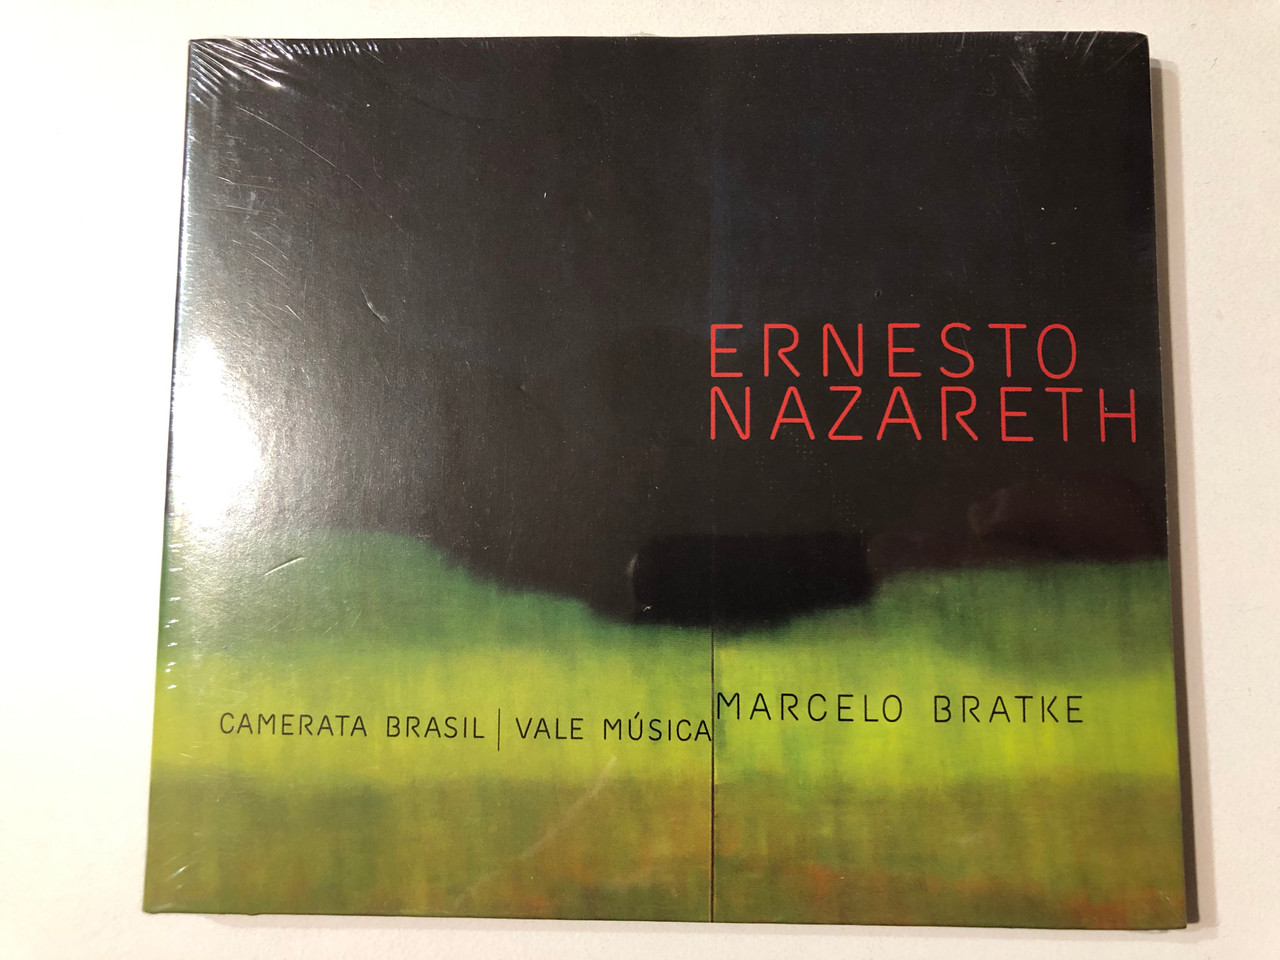 ERNESTO
NAZARETH
MARCELO BRATKE
CAMERATA BRASIL | VALE MÚSICA